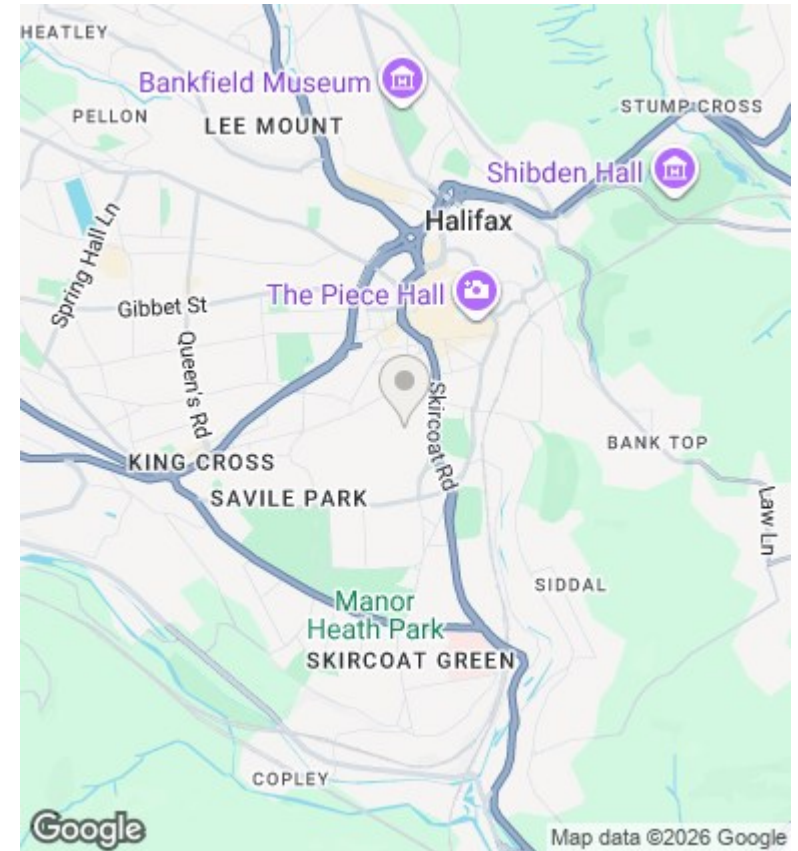 HEATLEY
Bankfield Museum
PELLON
LEE MOUNT
STUMP CROSS
Shibden Hall
Spring Hall Ln
Halifax
The Piece Hall
Gibbet St
Queen's Rd
Skircoat Rd
KING CROSS
BANK TOP
SAVILE PARK
Law Ln
SIDDAL
Manor
Heath Park
SKIRCOAT GREEN
COPLEY
Google
Map data ©2026 Google